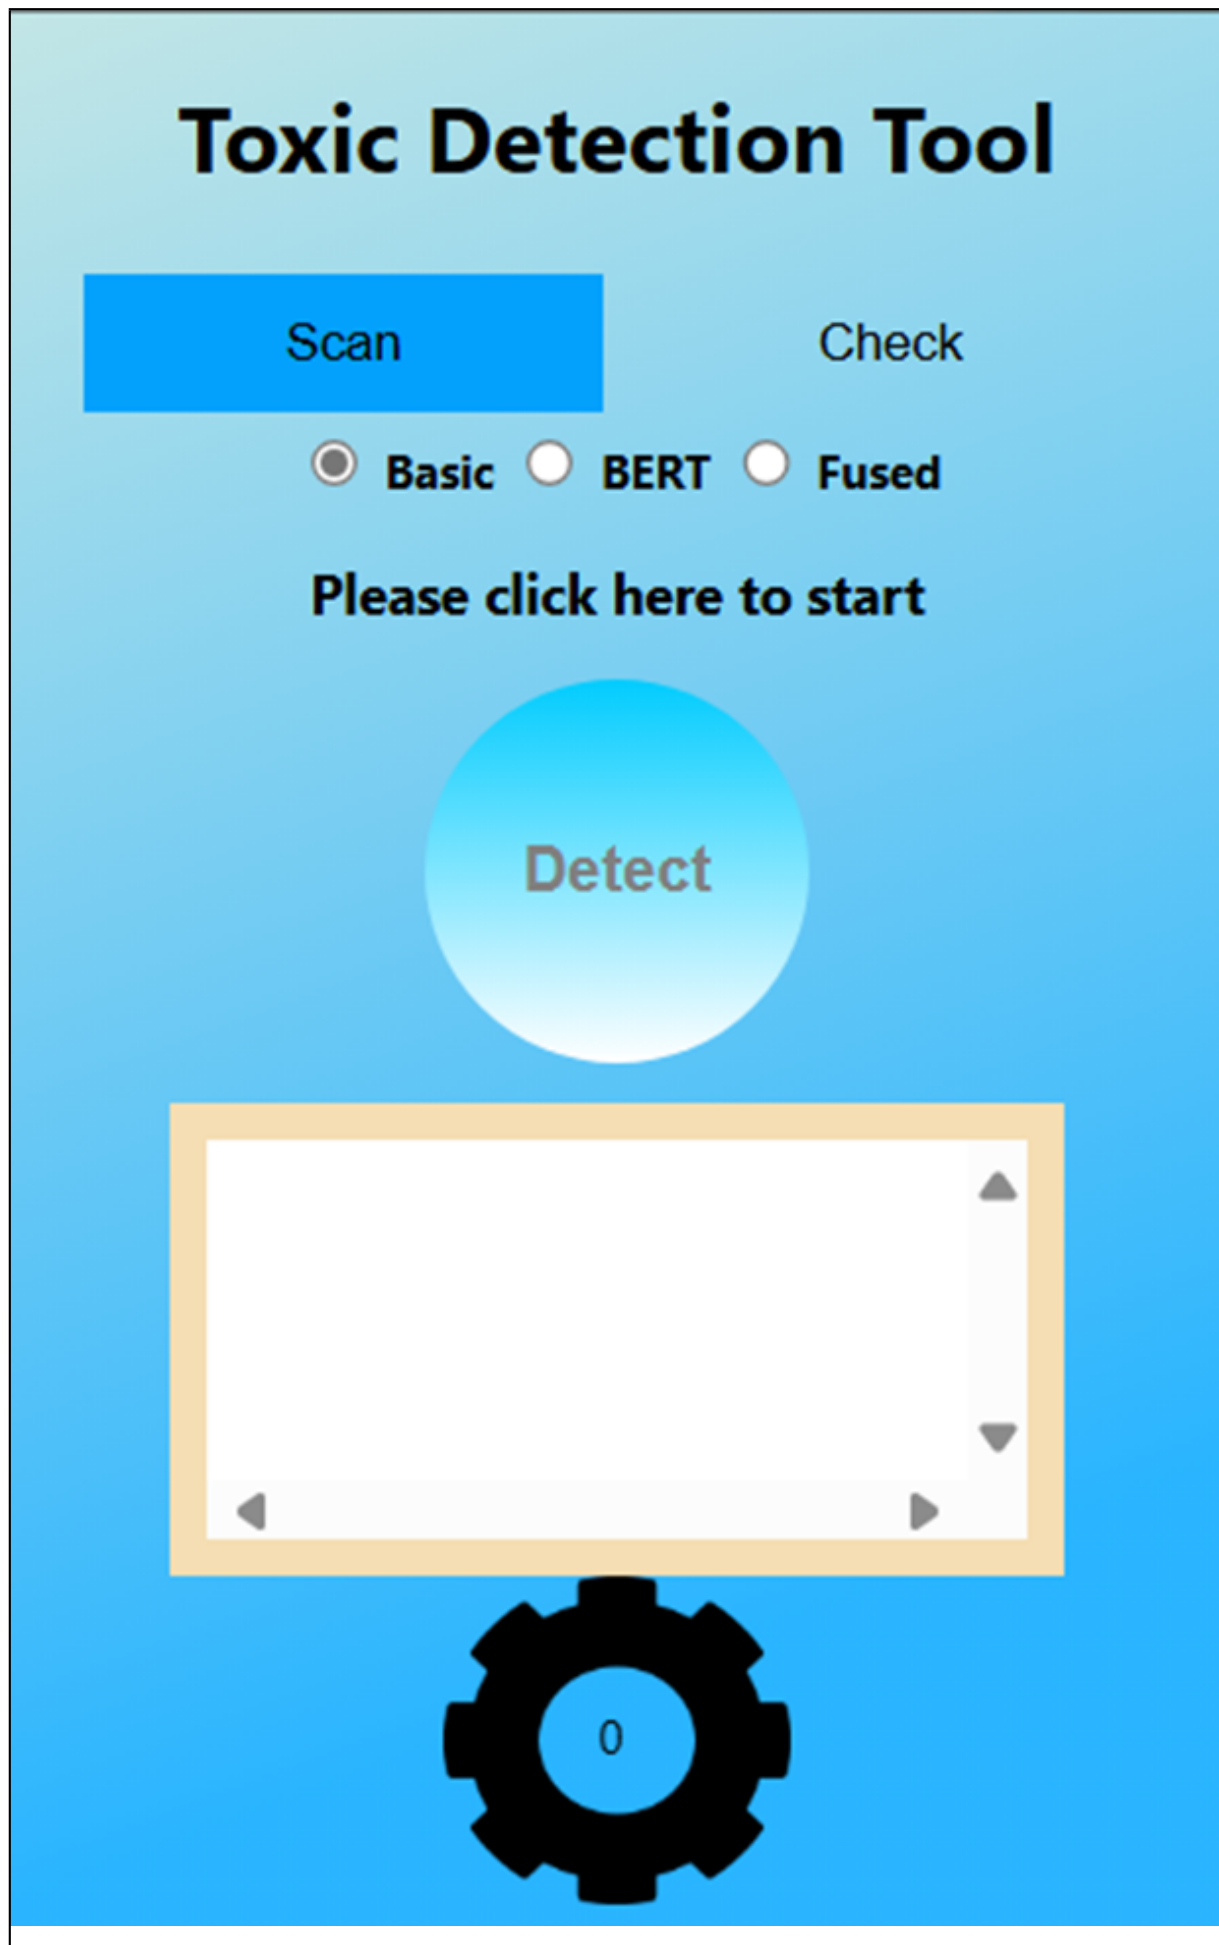 Toxic Detection Tool
Scan Check
Basic BERT Fused
Please click here to start
Detect
0